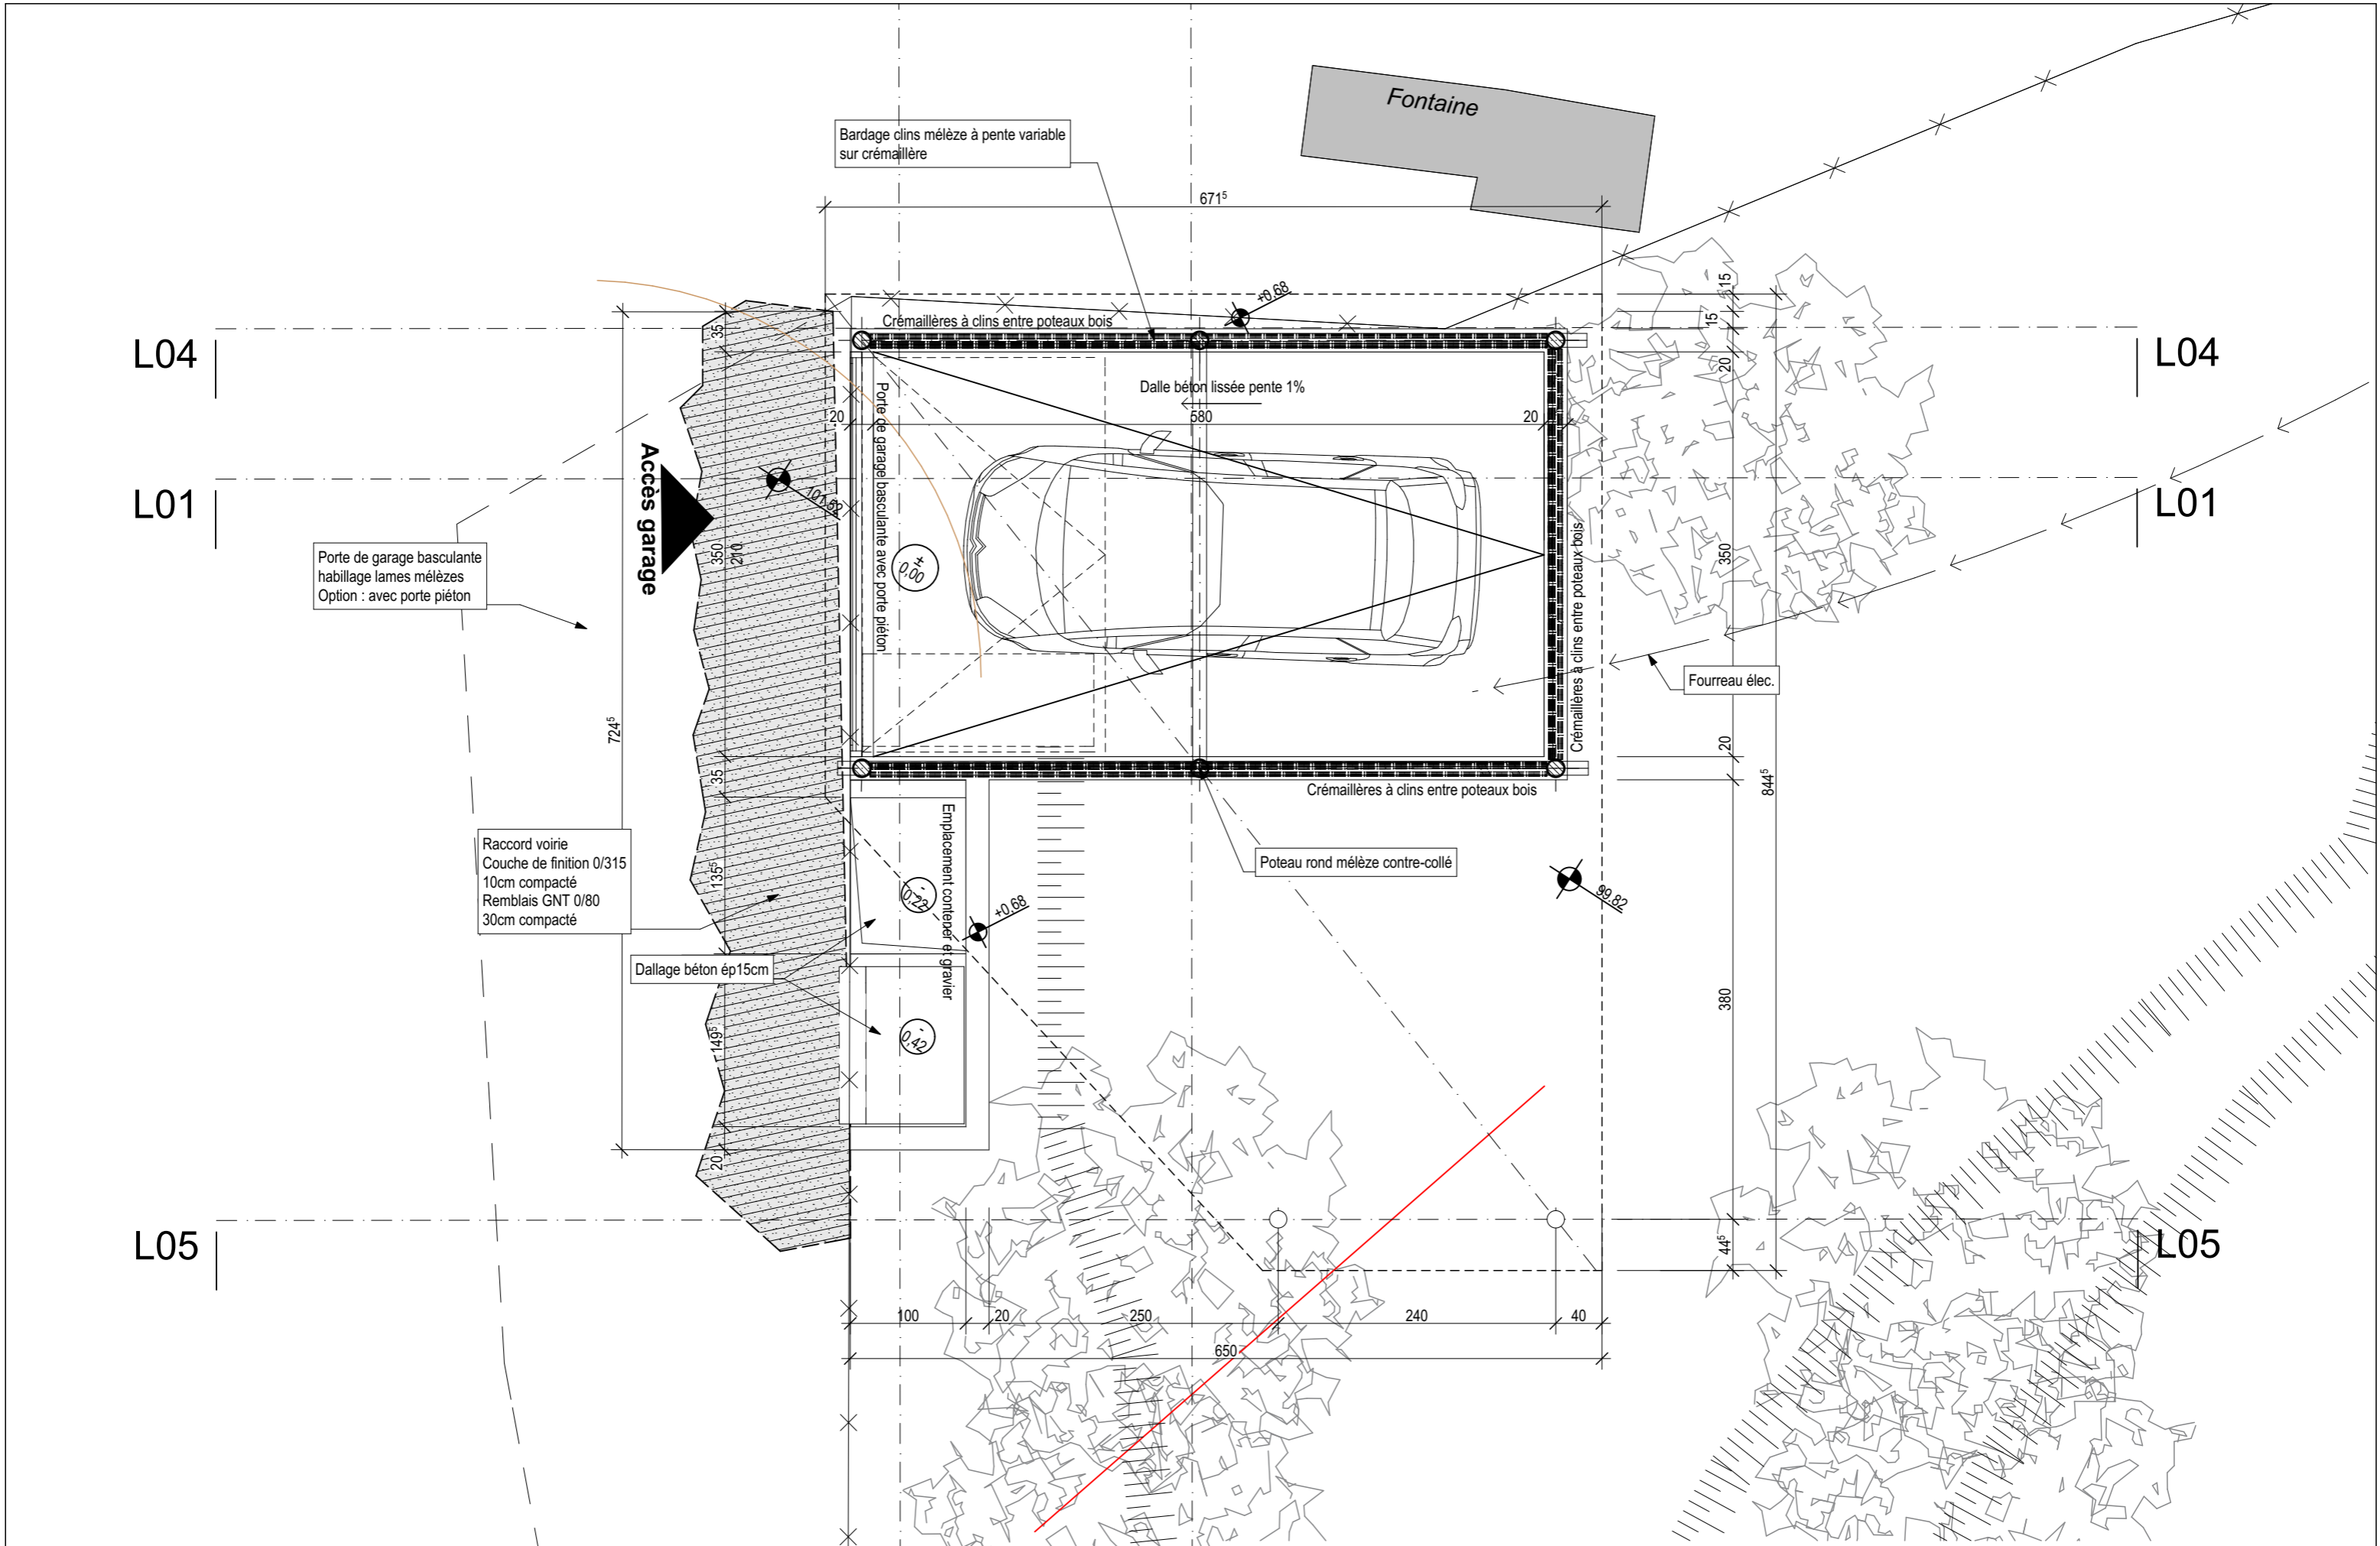 Fontaine
Bardage clins mélèze à pente variable
sur crémaillère
671⁵
+0,68
Crémaillères à clins entre poteaux bois
15
15
35
20
L04
L04
Dalle béton lissée pente 1%
20
580
20
Porte de garage basculante avec porte piéton
L01
L01
Accès garage
101,52
350
210
±
0,00
350
Crémaillères à clins entre poteaux bois
Porte de garage basculante
habillage lames mélèzes
Option : avec porte piéton
Fourreau élec.
724⁵
20
35
844⁵
Crémaillères à clins entre poteaux bois
Emplacement contener et gravier
Raccord voirie
Couche de finition 0/315
10cm compacté
Remblais GNT 0/80
30cm compacté
135⁵
-
0,22
+0,68
Poteau rond mélèze contre-collé
99,82
Dallage béton ép15cm
149⁵
-
0,42
380
20
L05
L05
44⁵
100
20
250
240
40
650